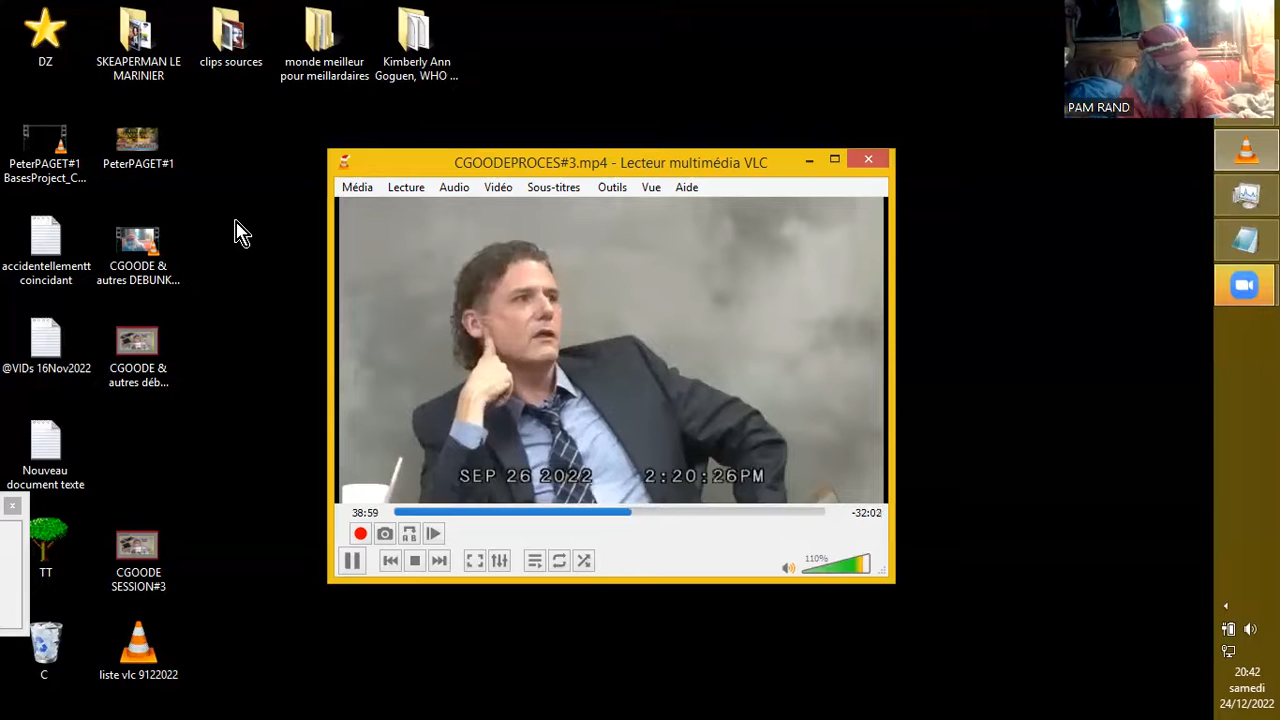 DZ
SKEAPERMAN LE
MARINIER
clips sources
monde meilleur
pour meillardaires
Kimberly Ann
Goguen, WHO ...
PAM RAND
PeterPAGET#1
BasesProject_C...
PeterPAGET#1
CGOODEPROCES#3.mp4 - Lecteur multimédia VLC
Média Lecture Audio Vidéo Sous-titres Outils Vue Aide
accidentellementt
coincidant
CGOODE &
autres DEBUNK...
@VIDs 16Nov2022
CGOODE &
autres déb...
Nouveau
document texte
SEP 26 2022 2:20:26PM
38:59
-32:02
A B
110%
x
TT
CGOODE
SESSION#3
C
liste vlc 9122022
20:42
samedi
24/12/2022